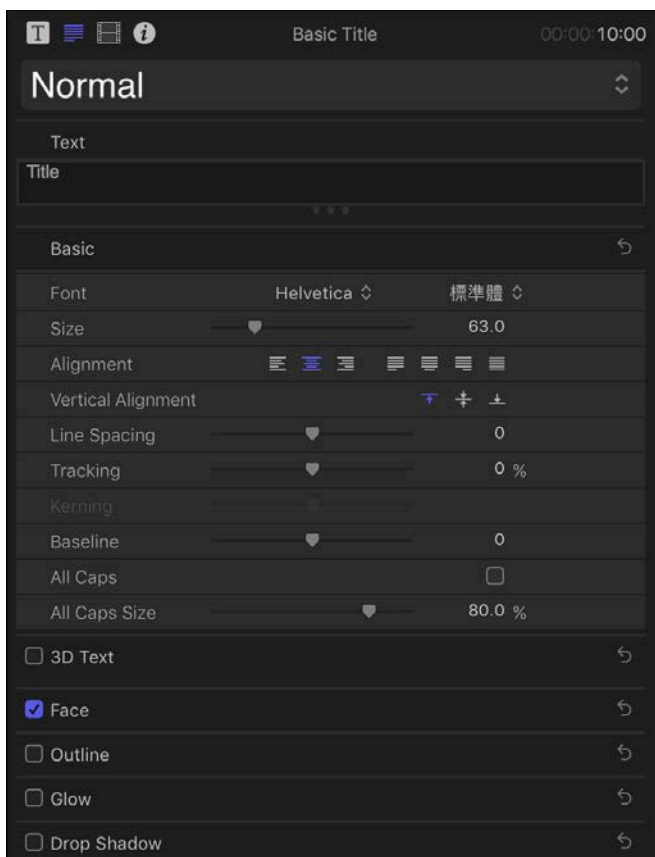 T i Basic Title 00:00:10:00
Normal
Text
Title
Basic
Font Helvetica 標準體
Size 63.0
Alignment
Vertical Alignment
Line Spacing 0
Tracking 0 %
Kerning
Baseline 0
All Caps
All Caps Size 80.0 %
3D Text
Face
Outline
Glow
Drop Shadow